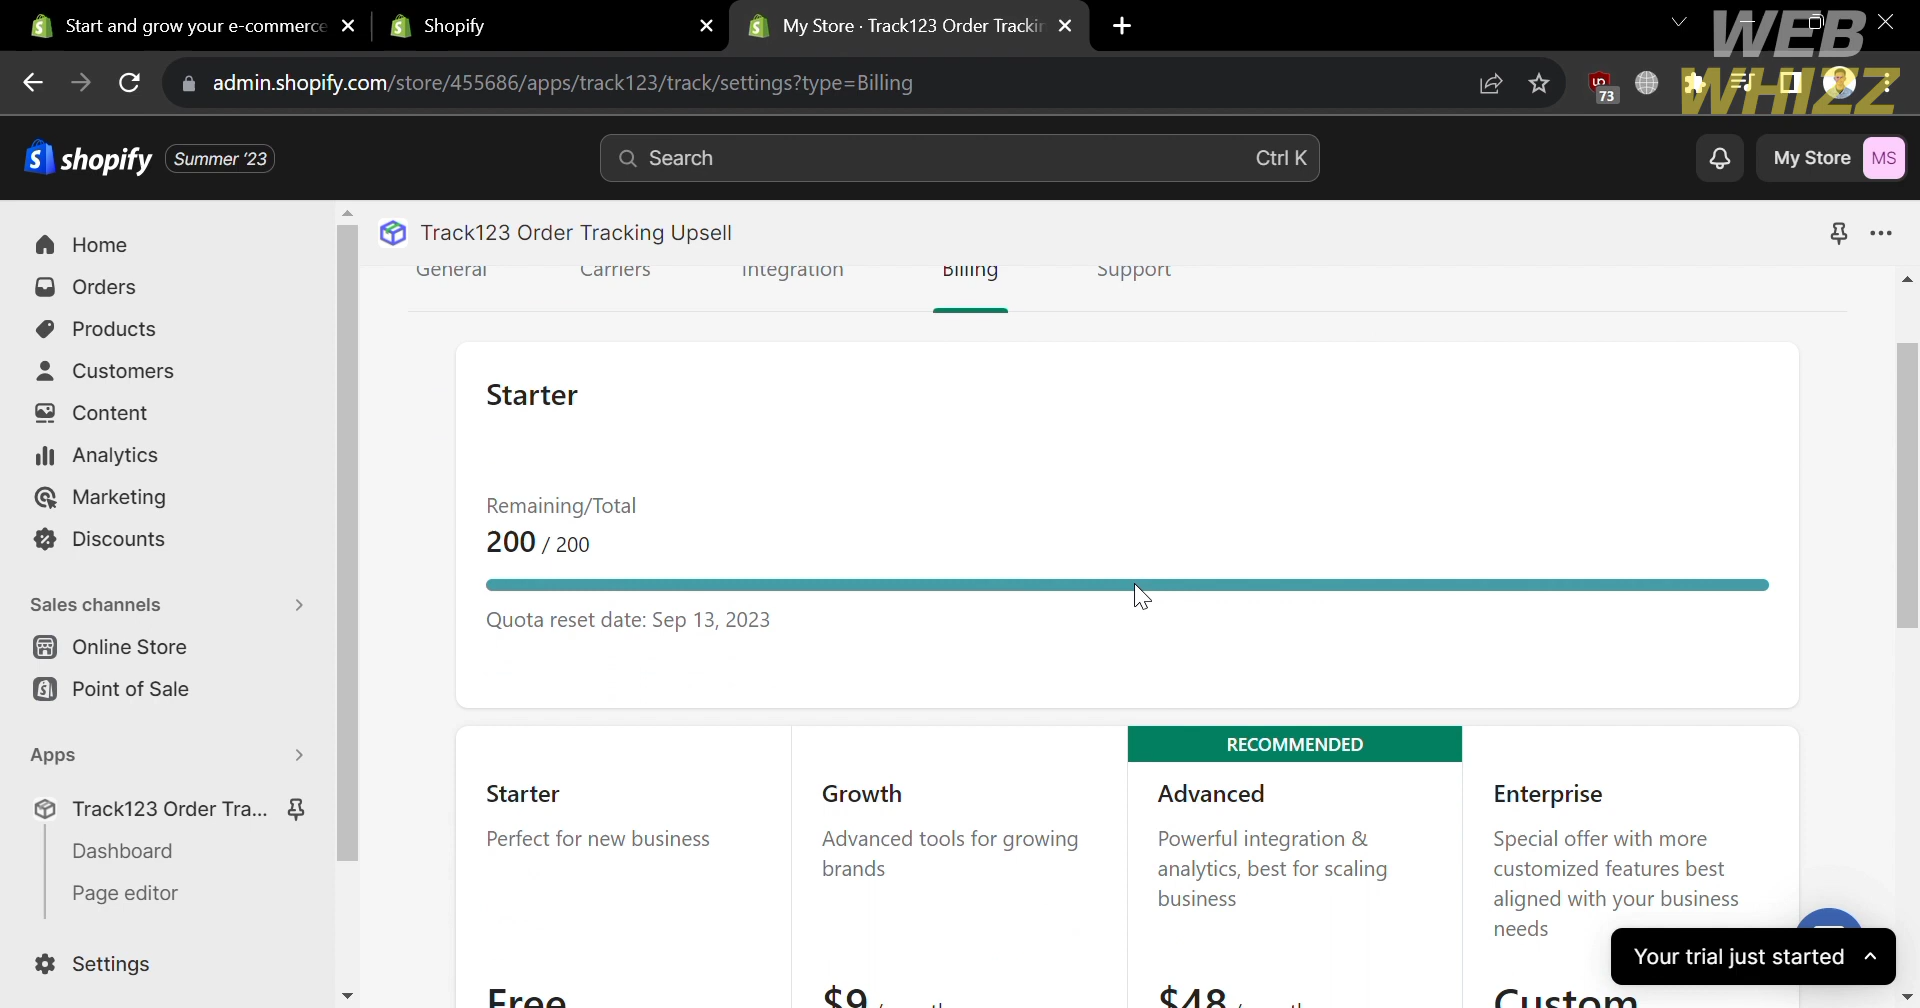 Start and grow your e-commerce
Shopify
My Store · Track123 Order Trackin
WEB
WHIZZ
admin.shopify.com/store/455686/apps/track123/track/settings?type=Billing
73
shopify
Summer '23
Search
Ctrl K
My Store
MS
Home
Orders
Products
Customers
Content
Analytics
Marketing
Discounts
Sales channels
Online Store
Point of Sale
Apps
Track123 Order Tra...
Dashboard
Page editor
Settings
Track123 Order Tracking Upsell
General
Carriers
Integration
Billing
Support
Starter
Remaining/Total
200 / 200
Quota reset date: Sep 13, 2023
RECOMMENDED
Starter
Perfect for new business
Free
Growth
Advanced tools for growing
brands
$9
Advanced
Powerful integration &
analytics, best for scaling
business
$48
Enterprise
Special offer with more
customized features best
aligned with your business
needs
Custom
Your trial just started